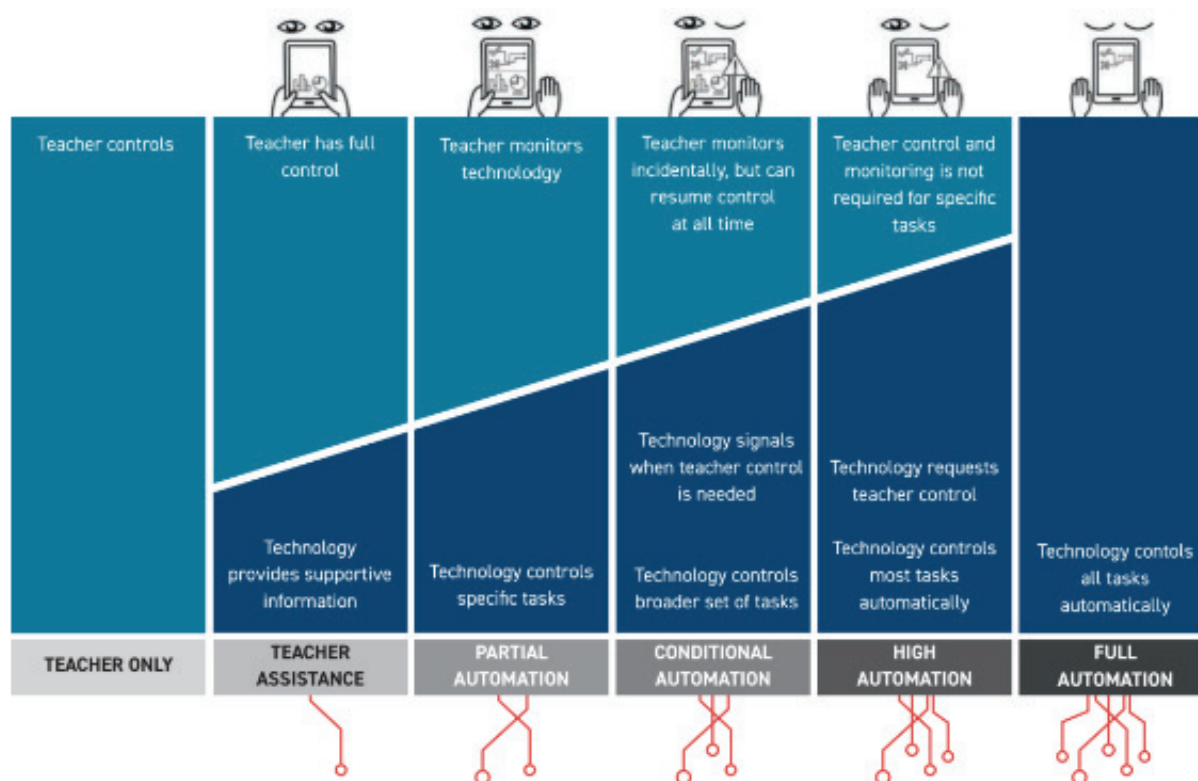 Teacher controls
Teacher has full
control
Teacher monitors
technolodgy
Teacher monitors
incidentally, but can
resume control
at all time
Teacher control and
monitoring is not
required for specific
tasks
Technology
provides supportive
information
Technology controls
specific tasks
Technology signals
when teacher control
is needed
Technology controls
broader set of tasks
Technology requests
teacher control
Technology controls
most tasks
automatically
Technology contols
all tasks
automatically
TEACHER ONLY
TEACHER
ASSISTANCE
PARTIAL
AUTOMATION
CONDITIONAL
AUTOMATION
HIGH
AUTOMATION
FULL
AUTOMATION